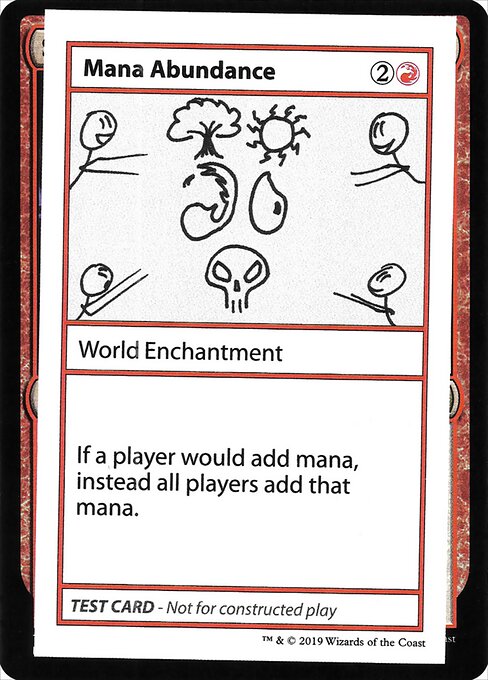 Mana Abundance 2
World Enchantment
If a player would add mana,
instead all players add that
mana.
TEST CARD - Not for constructed play
™ & © 2019 Wizards of the Coast